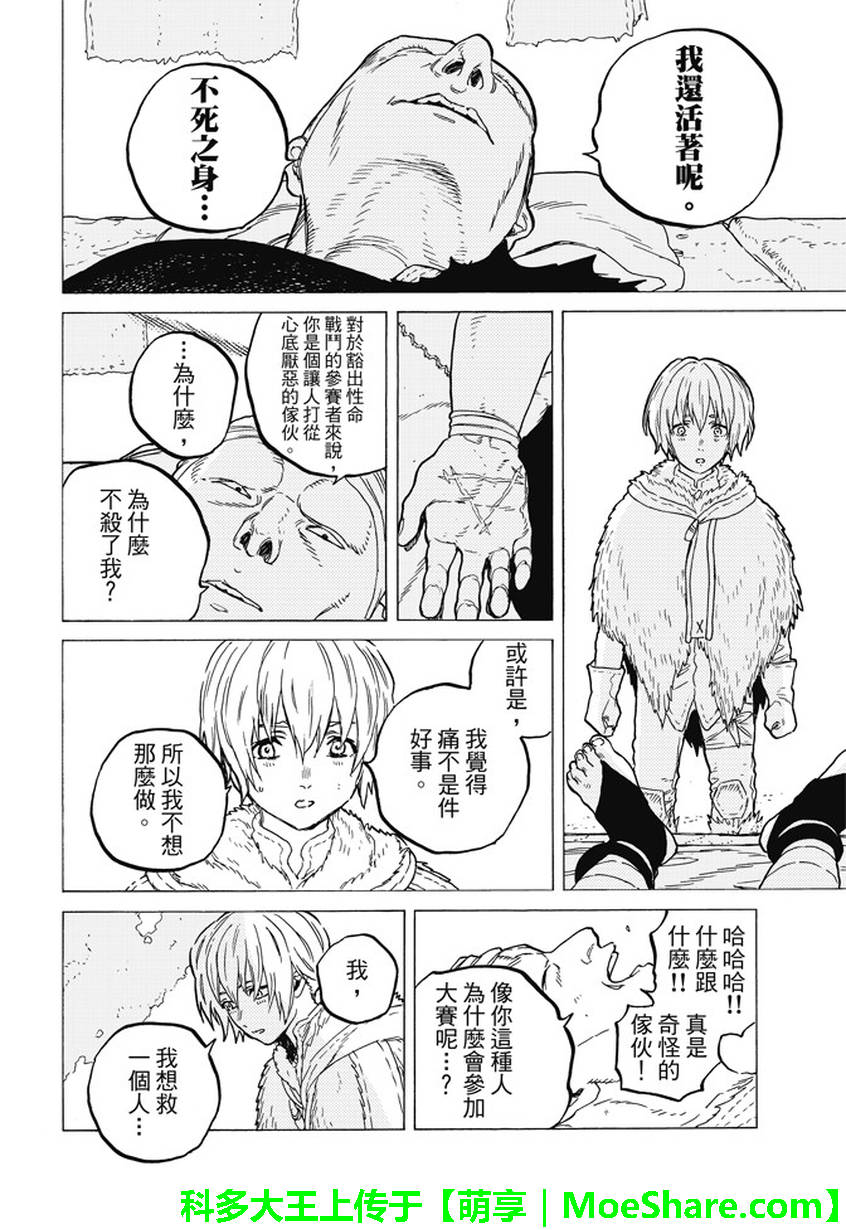 我還活著呢。
不死之身…
對於豁出性命
戰鬥的參賽者來說，
你是個讓人打從
心底厭惡的傢伙。
…為什麼，
為什麼
不殺了我？
或許是，
我覺得
痛不是件
好事。
所以我不想
那麼做。
哈哈哈!!
什麼跟
什麼!!
真是
奇怪的
傢伙！
像你這種人
為什麼會參加
大賽呢…？
我，
我想救
一個人…
科多大王上传于【萌享｜MoeShare.com】